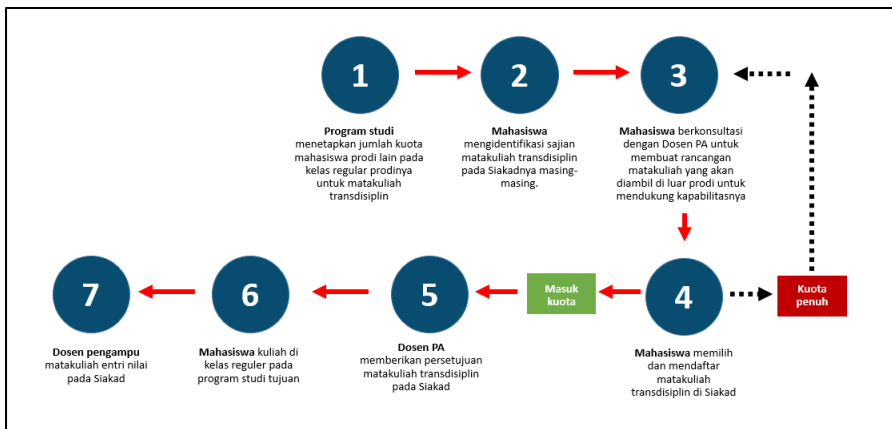 1
2
3
Program studi
menetapkan jumlah kuota
mahasiswa prodi lain pada
kelas regular prodinya
untuk matakuliah
transdisiplin
Mahasiswa
mengidentifikasi sajian
matakuliah transdisiplin
pada Siakadnya masing-
masing.
Mahasiswa berkonsultasi
dengan Dosen PA untuk
membuat rancangan
matakuliah yang akan
diambil di luar prodi untuk
mendukung kapabilitasnya
4
Kuota
penuh
Masuk
kuota
5
6
7
Mahasiswa memilih
dan mendaftar
matakuliah
transdisiplin di Siakad
Dosen PA
memberikan persetujuan
matakuliah transdisiplin
pada Siakad
Mahasiswa kuliah di
kelas reguler pada
program studi tujuan
Dosen pengampu
matakuliah entri nilai
pada Siakad